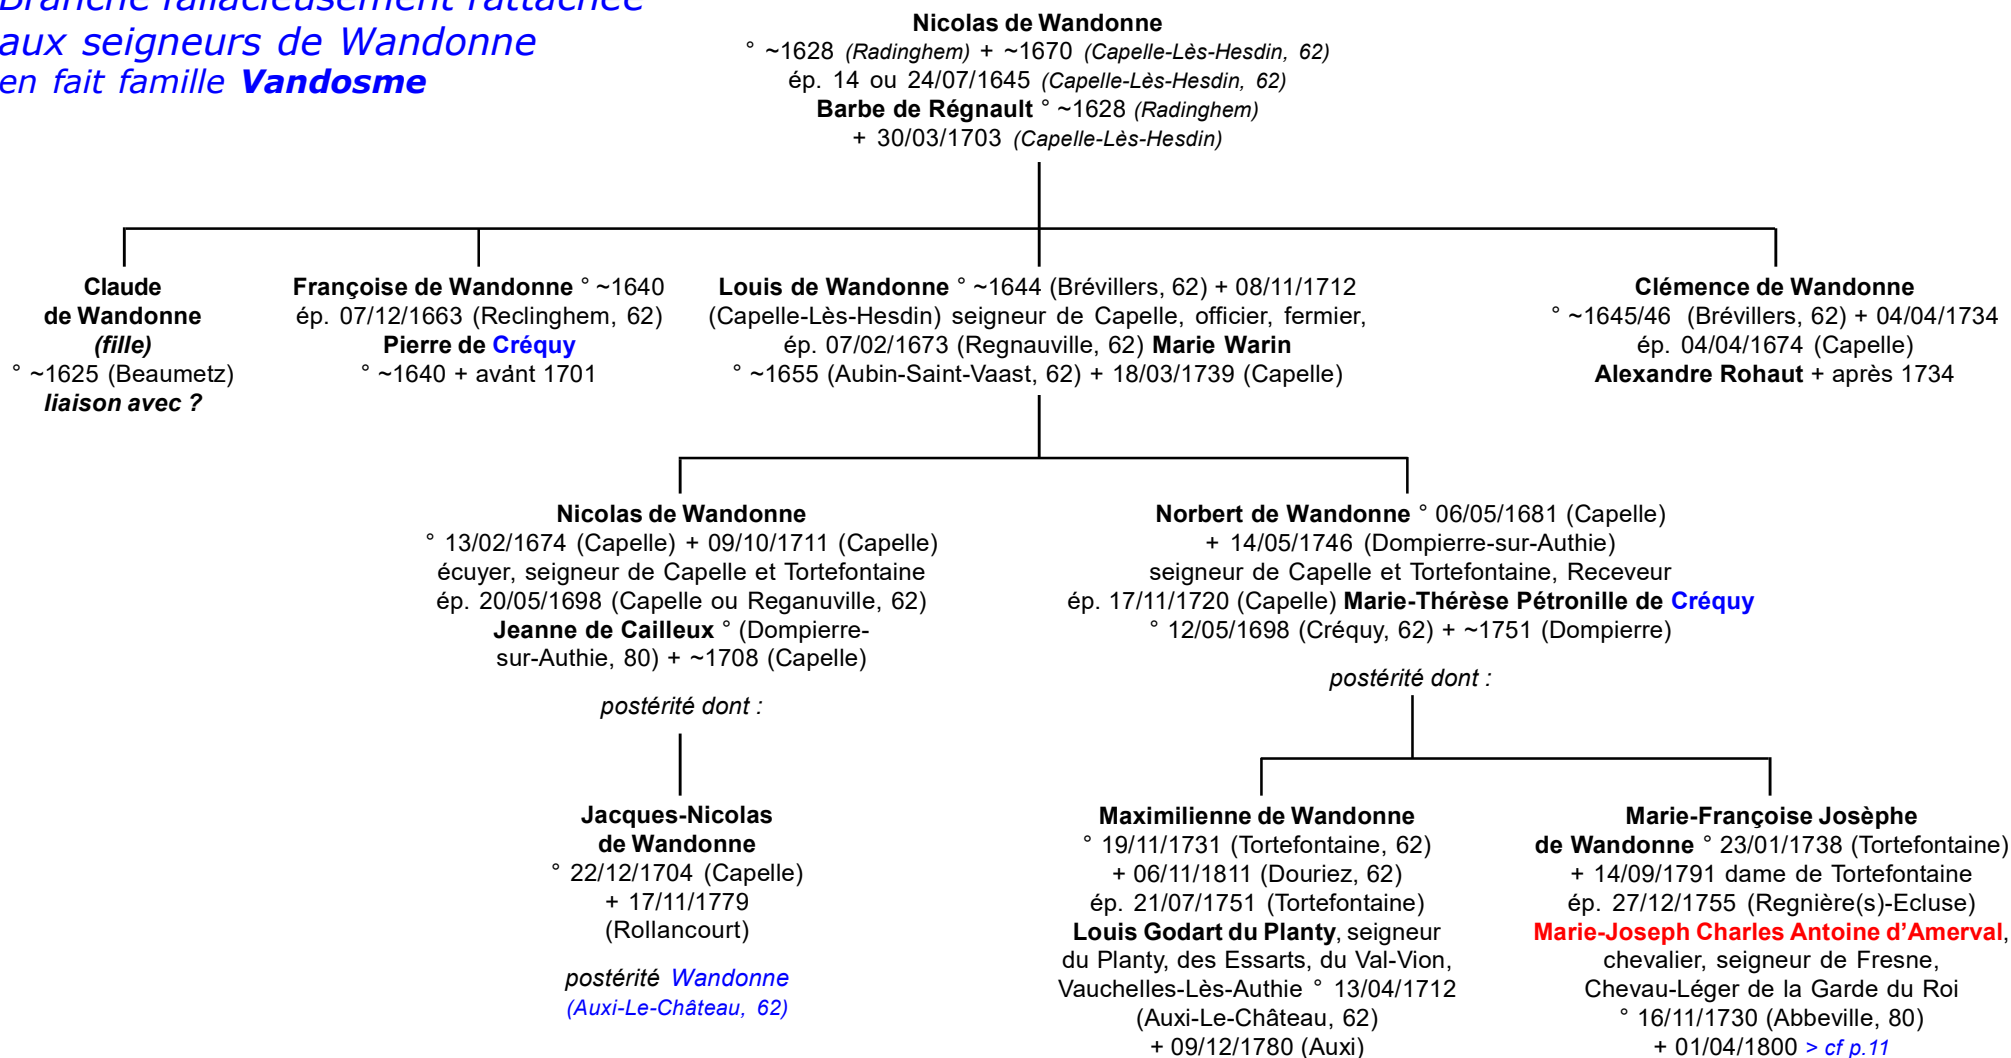 Branche fallacieusement rattachée
aux seigneurs de Wandonne
en fait famille Vandosme
Nicolas de Wandonne
° ~1628 (Radinghem) + ~1670 (Capelle-Lès-Hesdin, 62)
ép. 14 ou 24/07/1645 (Capelle-Lès-Hesdin, 62)
Barbe de Régnault ° ~1628 (Radinghem)
+ 30/03/1703 (Capelle-Lès-Hesdin)
Claude
de Wandonne
(fille)
° ~1625 (Beaumetz)
liaison avec ?
Françoise de Wandonne ° ~1640
ép. 07/12/1663 (Reclinghem, 62)
Pierre de Créquy
° ~1640 + avant 1701
Louis de Wandonne ° ~1644 (Brévillers, 62) + 08/11/1712
(Capelle-Lès-Hesdin) seigneur de Capelle, officier, fermier,
ép. 07/02/1673 (Regnauville, 62) Marie Warin
° ~1655 (Aubin-Saint-Vaast, 62) + 18/03/1739 (Capelle)
Clémence de Wandonne
° ~1645/46 (Brévillers, 62) + 04/04/1734
ép. 04/04/1674 (Capelle)
Alexandre Rohaut + après 1734
Nicolas de Wandonne
° 13/02/1674 (Capelle) + 09/10/1711 (Capelle)
écuyer, seigneur de Capelle et Tortefontaine
ép. 20/05/1698 (Capelle ou Reganuville, 62)
Jeanne de Cailleux ° (Dompierre-
sur-Authie, 80) + ~1708 (Capelle)
postérité dont :
Norbert de Wandonne ° 06/05/1681 (Capelle)
+ 14/05/1746 (Dompierre-sur-Authie)
seigneur de Capelle et Tortefontaine, Receveur
ép. 17/11/1720 (Capelle) Marie-Thérèse Pétronille de Créquy
° 12/05/1698 (Créquy, 62) + ~1751 (Dompierre)
postérité dont :
Jacques-Nicolas
de Wandonne
° 22/12/1704 (Capelle)
+ 17/11/1779
(Rollancourt)
postérité Wandonne
(Auxi-Le-Château, 62)
Maximilienne de Wandonne
° 19/11/1731 (Tortefontaine, 62)
+ 06/11/1811 (Douriez, 62)
ép. 21/07/1751 (Tortefontaine)
Louis Godart du Planty, seigneur
du Planty, des Essarts, du Val-Vion,
Vauchelles-Lès-Authie ° 13/04/1712
(Auxi-Le-Château, 62)
+ 09/12/1780 (Auxi)
Marie-Françoise Josèphe
de Wandonne ° 23/01/1738 (Tortefontaine)
+ 14/09/1791 dame de Tortefontaine
ép. 27/12/1755 (Regnière(s)-Ecluse)
Marie-Joseph Charles Antoine d'Amerval,
chevalier, seigneur de Fresne,
Chevau-Léger de la Garde du Roi
° 16/11/1730 (Abbeville, 80)
+ 01/04/1800 > cf p.11